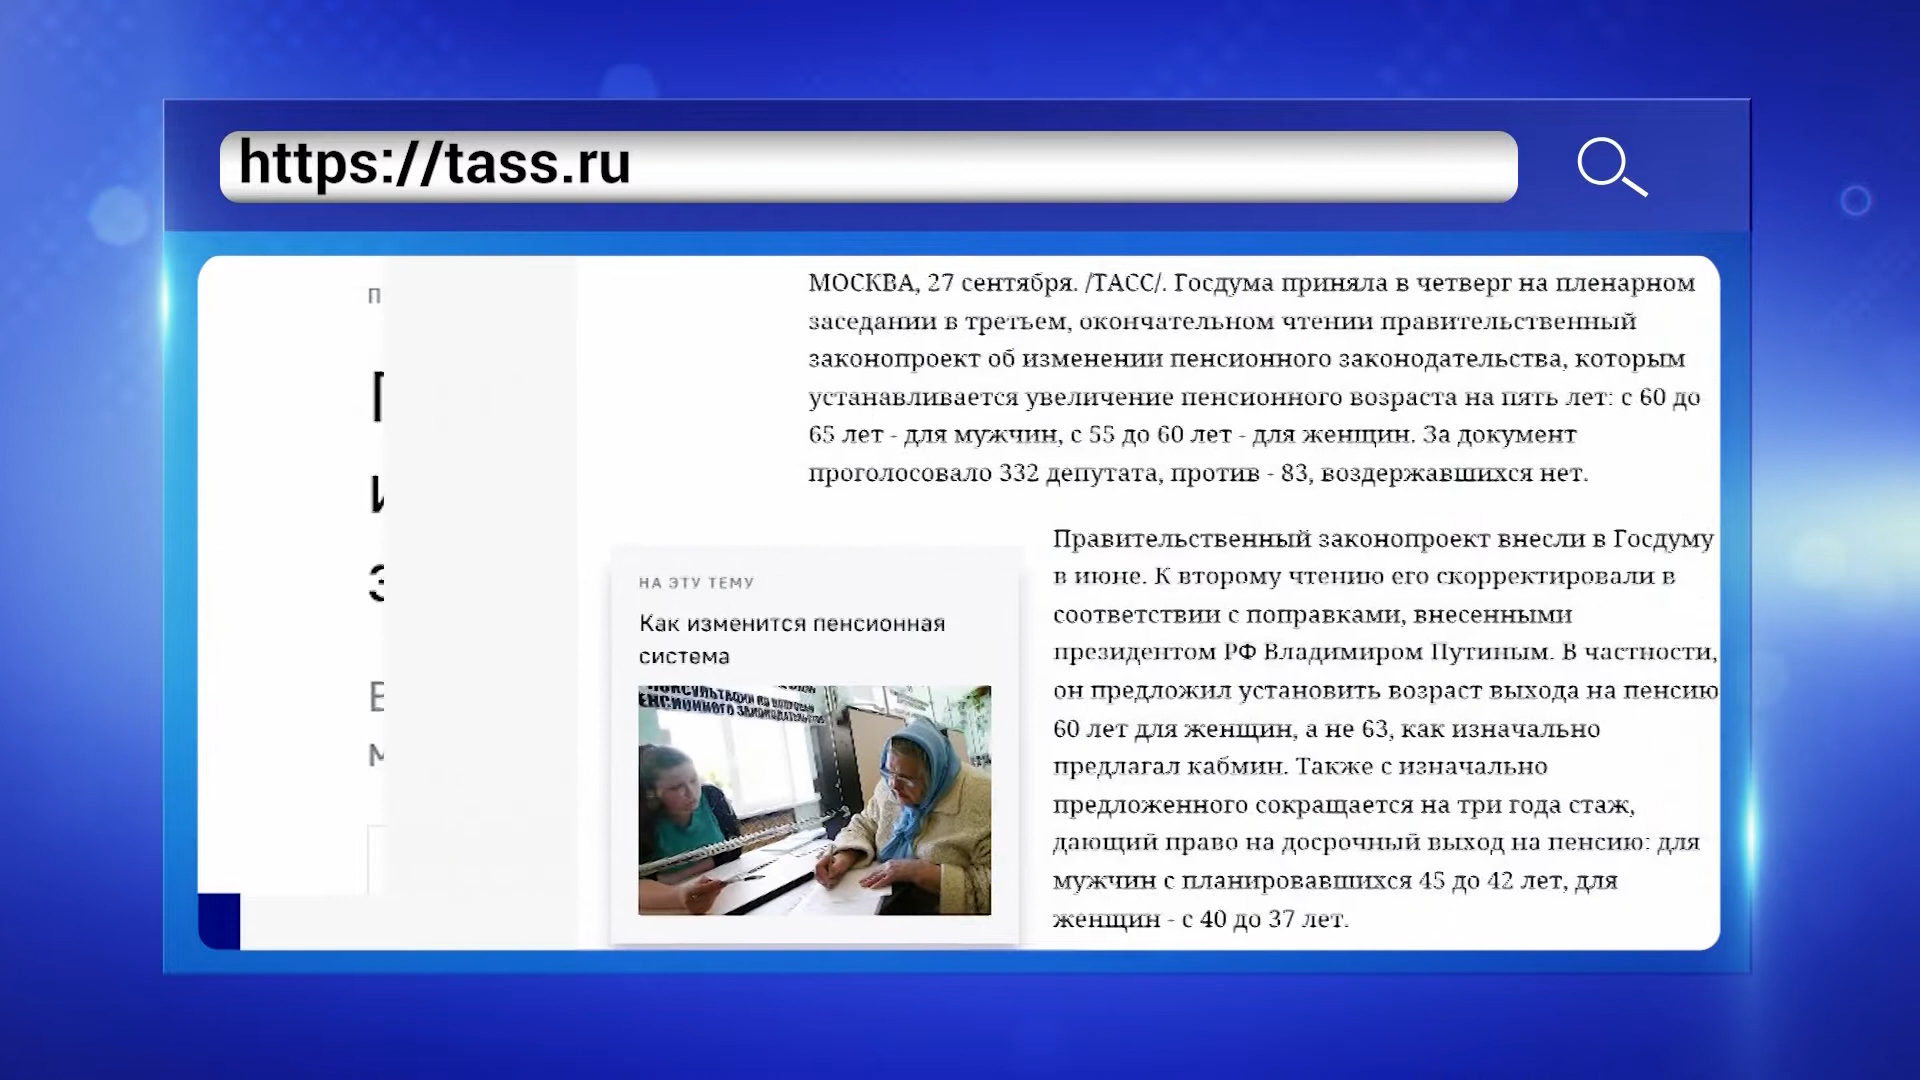 https://tass.ru
МОСКВА, 27 сентября. /ТАСС/. Госдума приняла в четверг на пленарном
заседании в третьем, окончательном чтении правительственный
законопроект об изменении пенсионного законодательства, которым
устанавливается увеличение пенсионного возраста на пять лет: с 60 до
65 лет - для мужчин, с 55 до 60 лет - для женщин. За документ
проголосовало 332 депутата, против - 83, воздержавшихся нет.
Правительственный законопроект внесли в Госдуму
в июне. К второму чтению его скорректировали в
соответствии с поправками, внесенными
президентом РФ Владимиром Путиным. В частности,
он предложил установить возраст выхода на пенсию
60 лет для женщин, а не 63, как изначально
предлагал кабмин. Также с изначально
предложенного сокращается на три года стаж,
дающий право на досрочный выход на пенсию: для
мужчин с планировавшихся 45 до 42 лет, для
женщин - с 40 до 37 лет.
НА ЭТУ ТЕМУ
Как изменится пенсионная
система
КОНСУЛЬТАЦИИ ПО ВОПРОСАМ
ПЕНСИОННОГО ЗАКОНОДАТЕЛЬСТВА